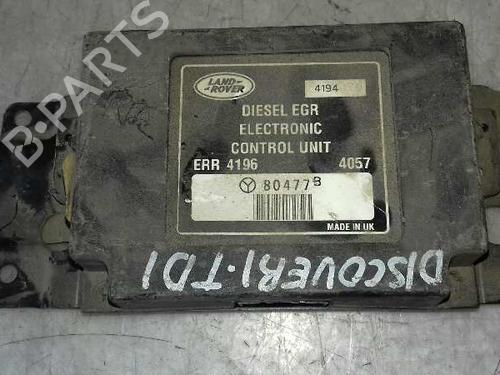 B-PARTS
LAND
ROVER
4194
DIESEL EGR
ELECTRONIC
CONTROL UNIT
ERR 4196 4057
80477B
MADE IN UK
DISCOVERI.TDI